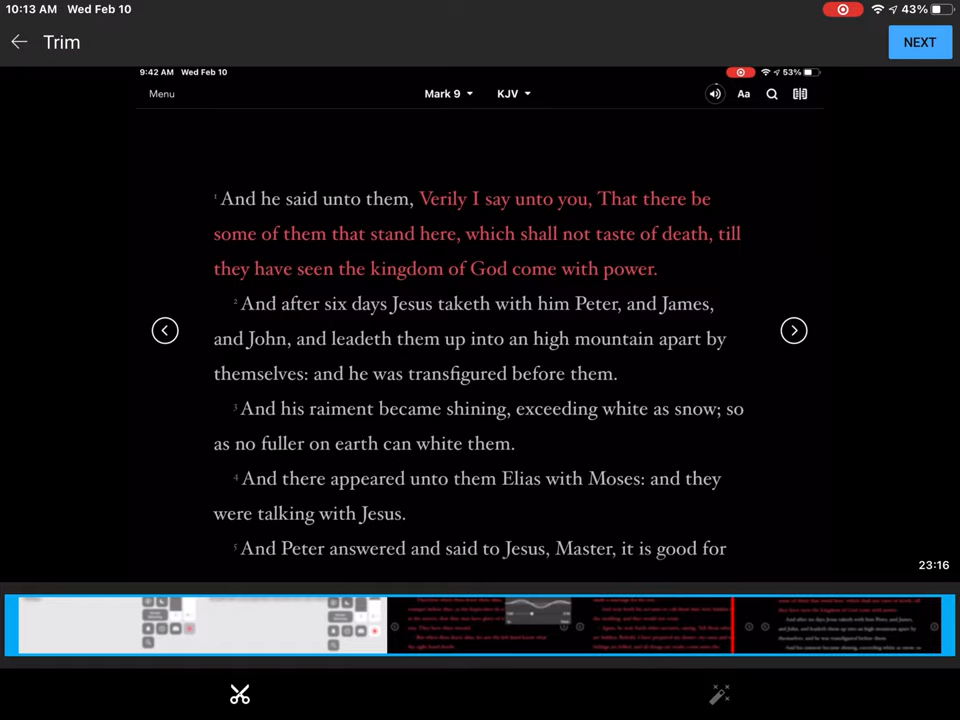 10:13 AM Wed Feb 10
43%
Trim
NEXT
9:42 AM Wed Feb 10
53%
Menu
Mark 9
KJV
Aa
1 And he said unto them, Verily I say unto you, That there be
some of them that stand here, which shall not taste of death, till
they have seen the kingdom of God come with power.
2 And after six days Jesus taketh with him Peter, and James,
and John, and leadeth them up into an high mountain apart by
themselves: and he was transfigured before them.
3 And his raiment became shining, exceeding white as snow; so
as no fuller on earth can white them.
4 And there appeared unto them Elias with Moses: and they
were talking with Jesus.
5 And Peter answered and said to Jesus, Master, it is good for
23:16